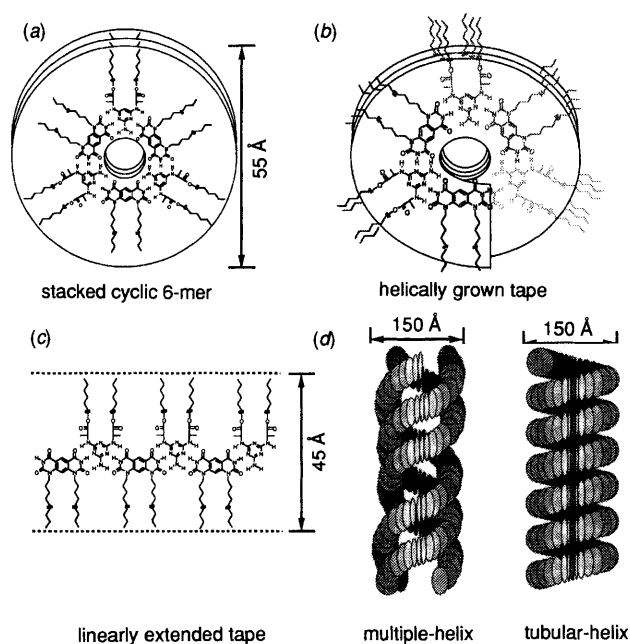 (a)
(b)
55 Å
stacked cyclic 6-mer
helically grown tape
(c)
(d)
150 Å
150 Å
45 Å
linearly extended tape
multiple-helix
tubular-helix